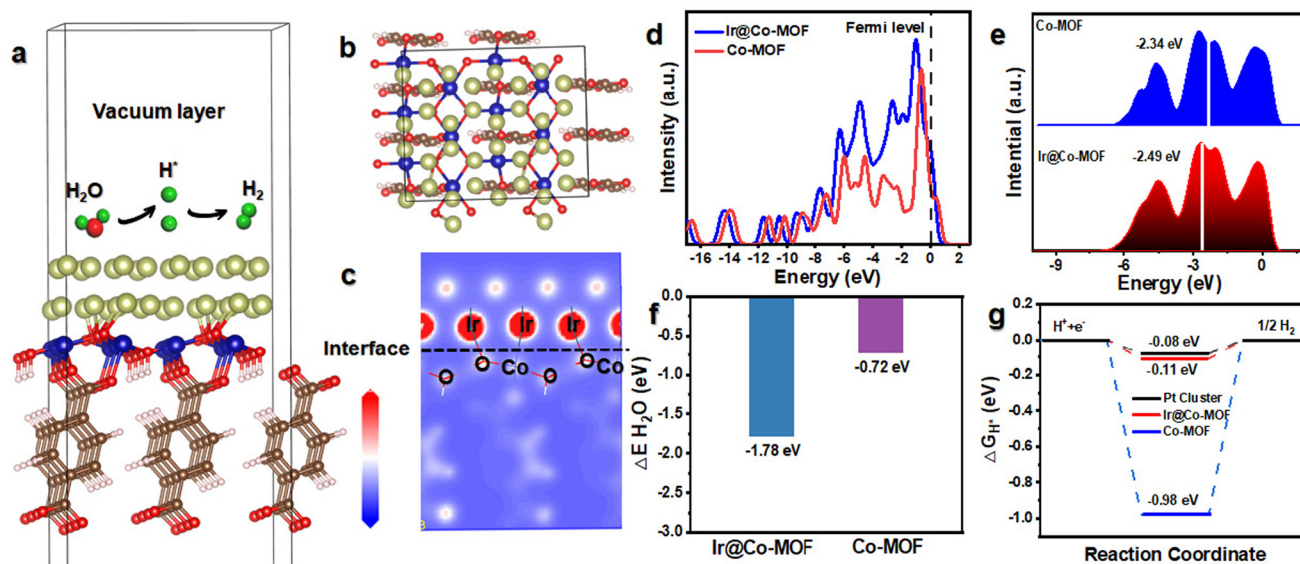 a
Vacuum layer
H₂O
H*
H₂
Interface
b
c
Ir
Ir
Ir
O
O
O
O
Co
Co
d
Ir@Co-MOF
Co-MOF
Fermi level
Intensity (a.u.)
-16 -14 -12 -10 -8 -6 -4 -2 0 2
Energy (eV)
e
Co-MOF
-2.34 eV
Ir@Co-MOF
-2.49 eV
Intential (a.u.)
-9 -6 -3 0
Energy (eV)
f
0.0
-0.5
-1.0
-1.5
-2.0
-2.5
-3.0
△E H₂O (eV)
-1.78 eV
-0.72 eV
Ir@Co-MOF Co-MOF
g
0.2
0.0
-0.2
-0.4
-0.6
-0.8
-1.0
△G_H* (eV)
H⁺+e⁻
1/2 H₂
-0.08 eV
-0.11 eV
Pt Cluster
Ir@Co-MOF
Co-MOF
-0.98 eV
Reaction Coordinate